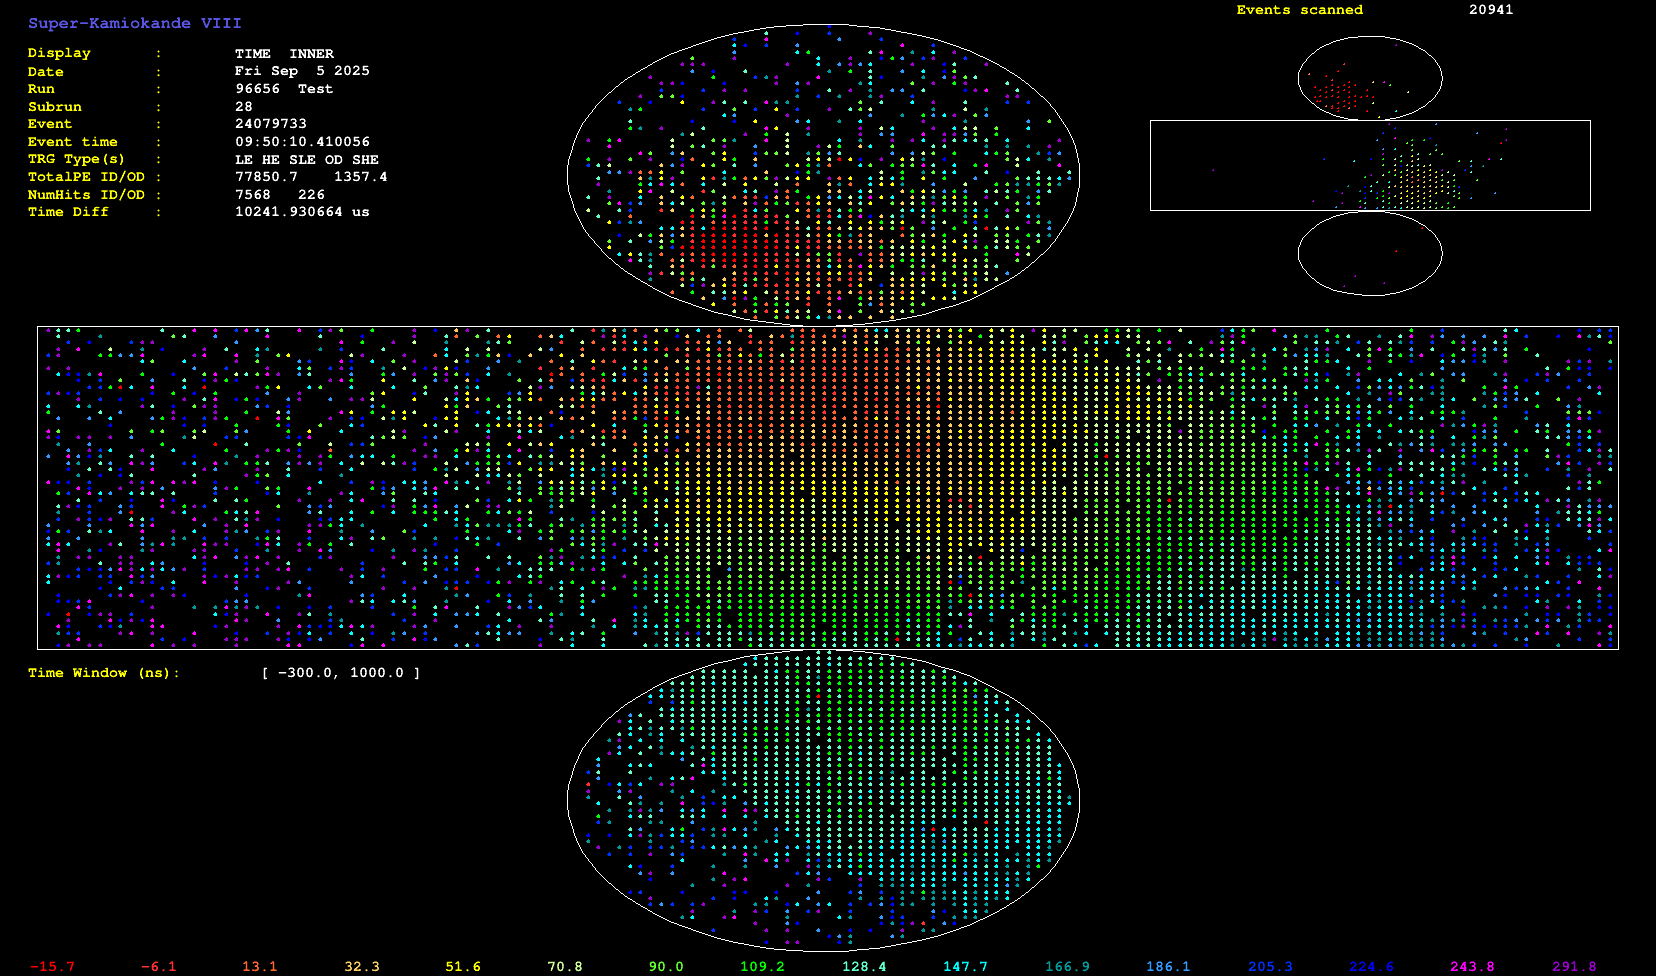 Super-Kamiokande VIII
Events scanned 20941
Display : TIME INNER
Date : Fri Sep 5 2025
Run : 96656 Test
Subrun : 28
Event : 24079733
Event time : 09:50:10.410056
TRG Type(s) : LE HE SLE OD SHE
TotalPE ID/OD : 77850.7 1357.4
NumHits ID/OD : 7568 226
Time Diff : 10241.930664 us
Time Window (ns): [ -300.0, 1000.0 ]
-15.7 -6.1 13.1 32.3 51.6 70.8 90.0 109.2 128.4 147.7 166.9 186.1 205.3 224.6 243.8 291.8